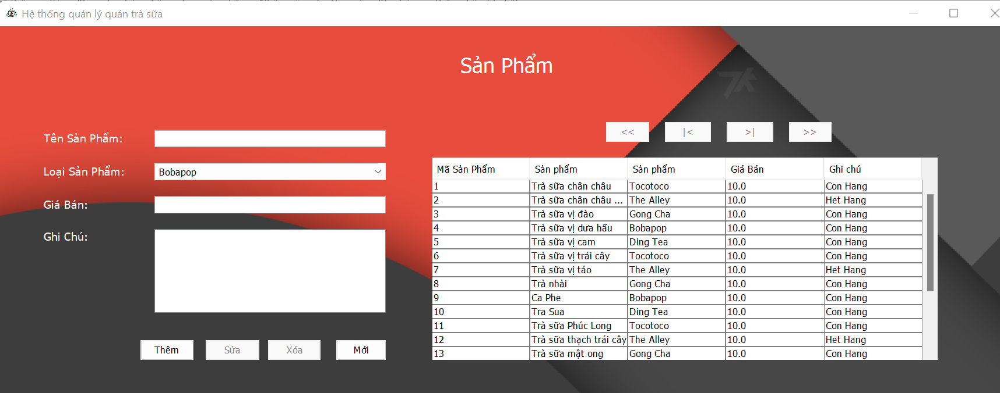 Hệ thống quản lý quán trà sữa
Sản Phẩm
Tên Sản Phẩm:
Loại Sản Phẩm:
Bobapop
Giá Bán:
Ghi Chú:
Thêm Sửa Xóa Mới
<< |< >| >>
Mã Sản Phẩm Sản phẩm Sản phẩm Giá Bán Ghi chú
1 Trà sữa chân châu Tocotoco 10.0 Con Hang
2 Trà sữa chân châu ... The Alley 10.0 Het Hang
3 Trà sữa vị đào Gong Cha 10.0 Con Hang
4 Trà sữa vị dưa hấu Bobapop 10.0 Con Hang
5 Trà sữa vị cam Ding Tea 10.0 Con Hang
6 Trà sữa vị trái cây Tocotoco 10.0 Con Hang
7 Trà sữa vị táo The Alley 10.0 Het Hang
8 Trà nhài Gong Cha 10.0 Con Hang
9 Ca Phe Bobapop 10.0 Con Hang
10 Tra Sua Ding Tea 10.0 Con Hang
11 Trà sữa Phúc Long Tocotoco 10.0 Con Hang
12 Trà sữa thạch trái cây The Alley 10.0 Het Hang
13 Trà sữa mật ong Gong Cha 10.0 Con Hang